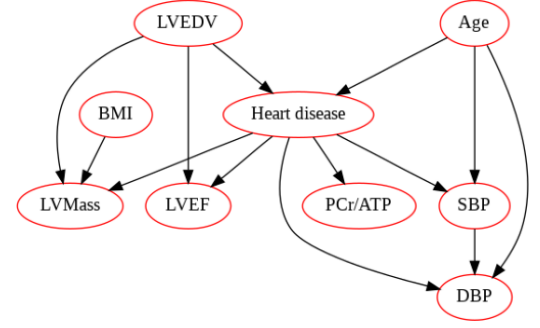 LVEDV
Age
BMI
Heart disease
LVMass
LVEF
PCr/ATP
SBP
DBP